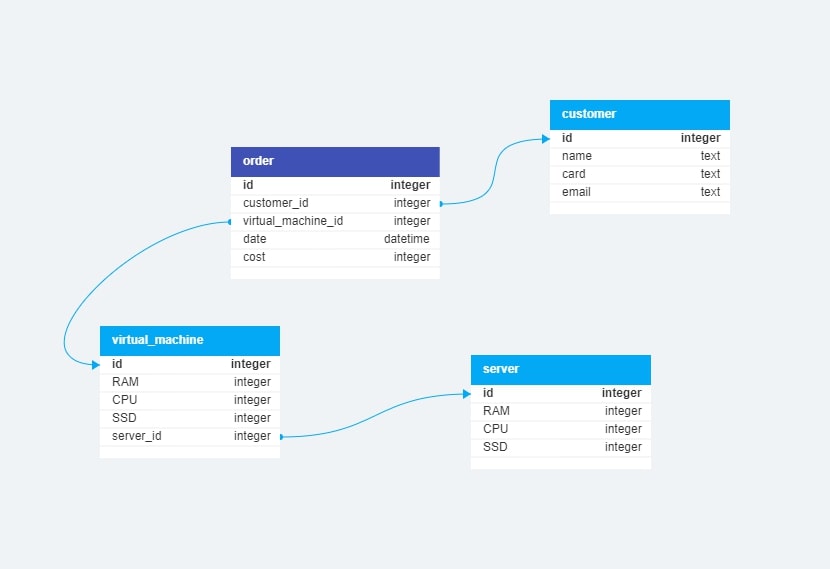 customer
id integer
name text
card text
email text
order
id integer
customer_id integer
virtual_machine_id integer
date datetime
cost integer
virtual_machine
id integer
RAM integer
CPU integer
SSD integer
server_id integer
server
id integer
RAM integer
CPU integer
SSD integer